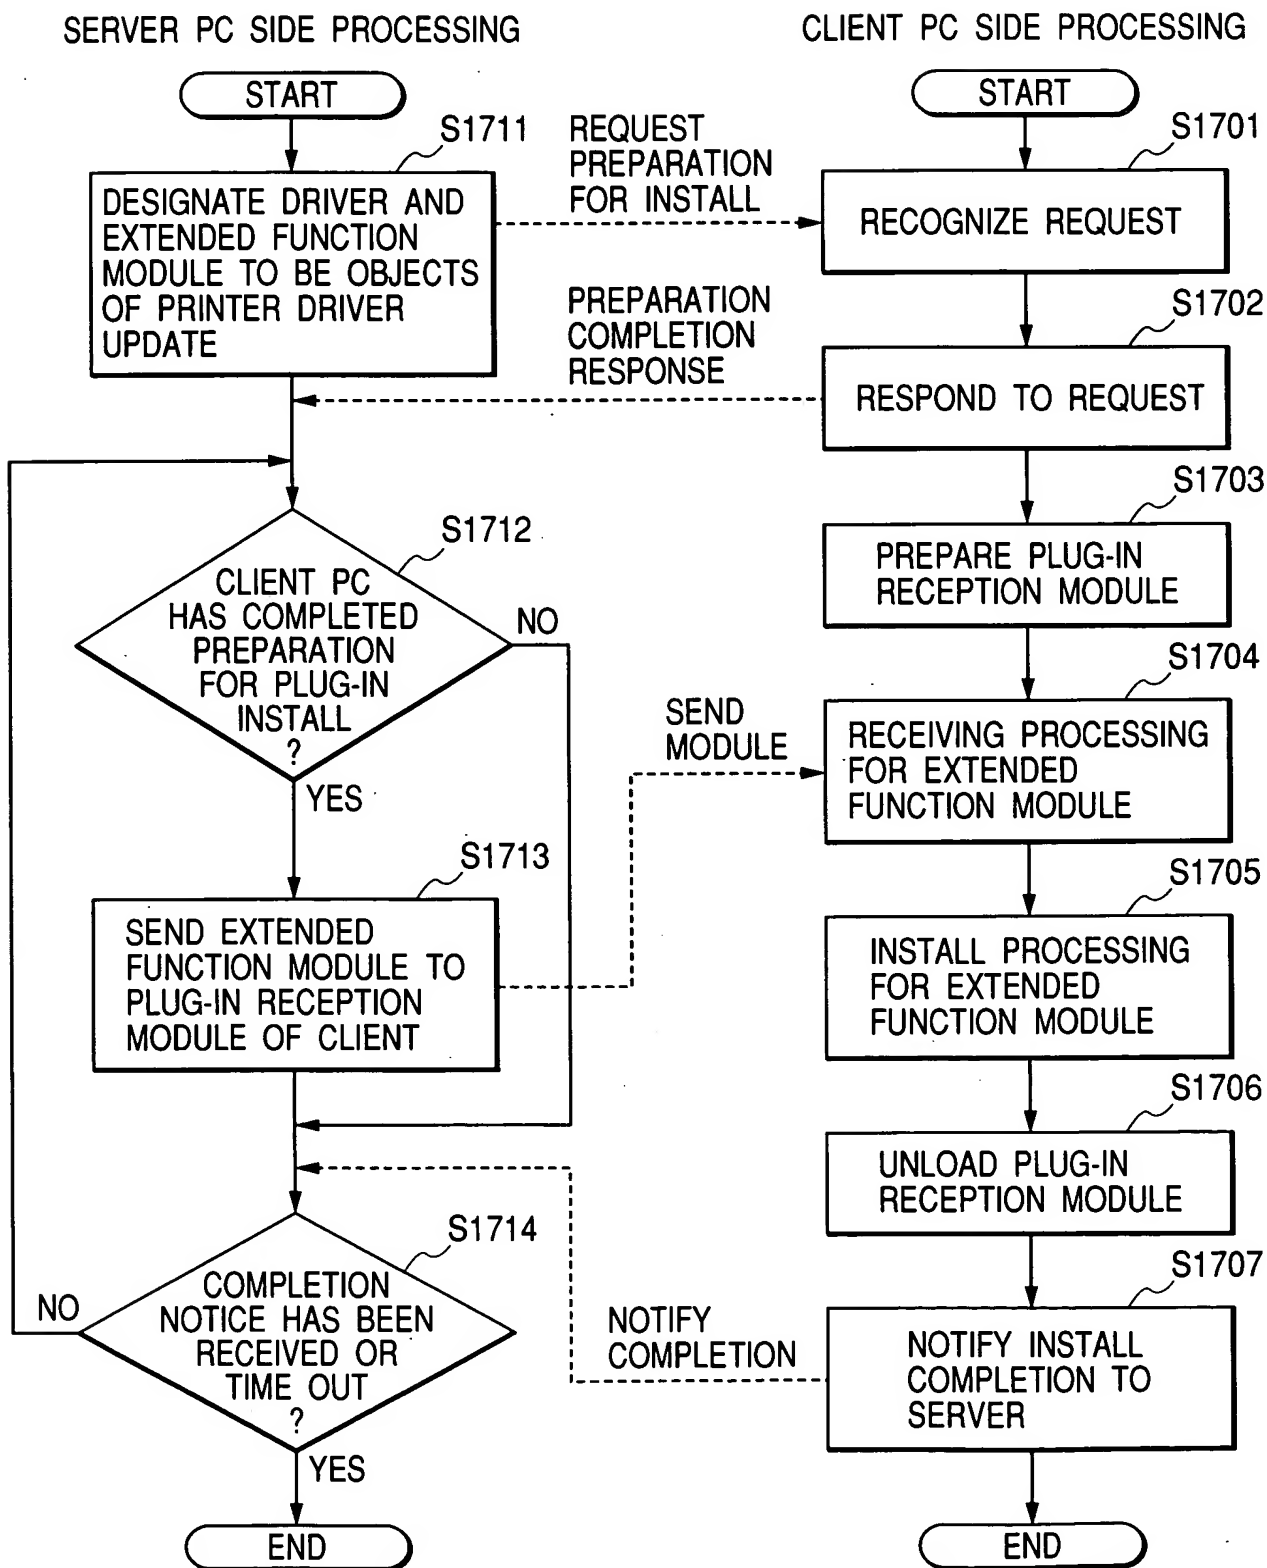 SERVER PC SIDE PROCESSING
START
S1711
DESIGNATE DRIVER AND
EXTENDED FUNCTION
MODULE TO BE OBJECTS
OF PRINTER DRIVER
UPDATE
REQUEST
PREPARATION
FOR INSTALL
PREPARATION
COMPLETION
RESPONSE
S1712
CLIENT PC
HAS COMPLETED
PREPARATION
FOR PLUG-IN
INSTALL
?
NO
YES
SEND
MODULE
S1713
SEND EXTENDED
FUNCTION MODULE TO
PLUG-IN RECEPTION
MODULE OF CLIENT
S1714
COMPLETION
NOTICE HAS BEEN
RECEIVED OR
TIME OUT
?
NO
YES
NOTIFY
COMPLETION
END
CLIENT PC SIDE PROCESSING
START
S1701
RECOGNIZE REQUEST
S1702
RESPOND TO REQUEST
S1703
PREPARE PLUG-IN
RECEPTION MODULE
S1704
RECEIVING PROCESSING
FOR EXTENDED
FUNCTION MODULE
S1705
INSTALL PROCESSING
FOR EXTENDED
FUNCTION MODULE
S1706
UNLOAD PLUG-IN
RECEPTION MODULE
S1707
NOTIFY INSTALL
COMPLETION TO
SERVER
END